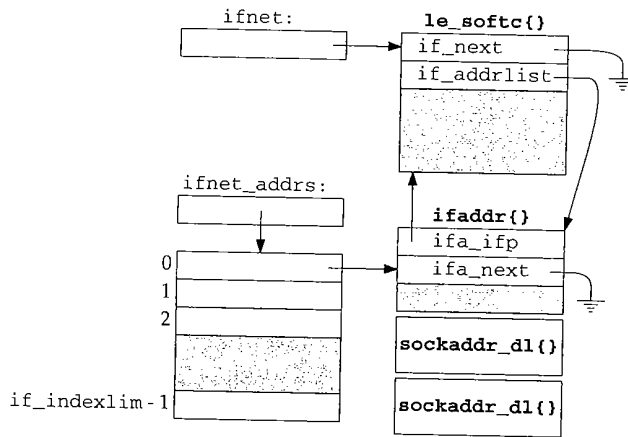 ifnet:
le_softc{}
if_next
if_addrlist
ifnet_addrs:
ifaddr{}
ifa_ifp
0
ifa_next
1
2
sockaddr_dl{}
sockaddr_dl{}
if_indexlim - 1